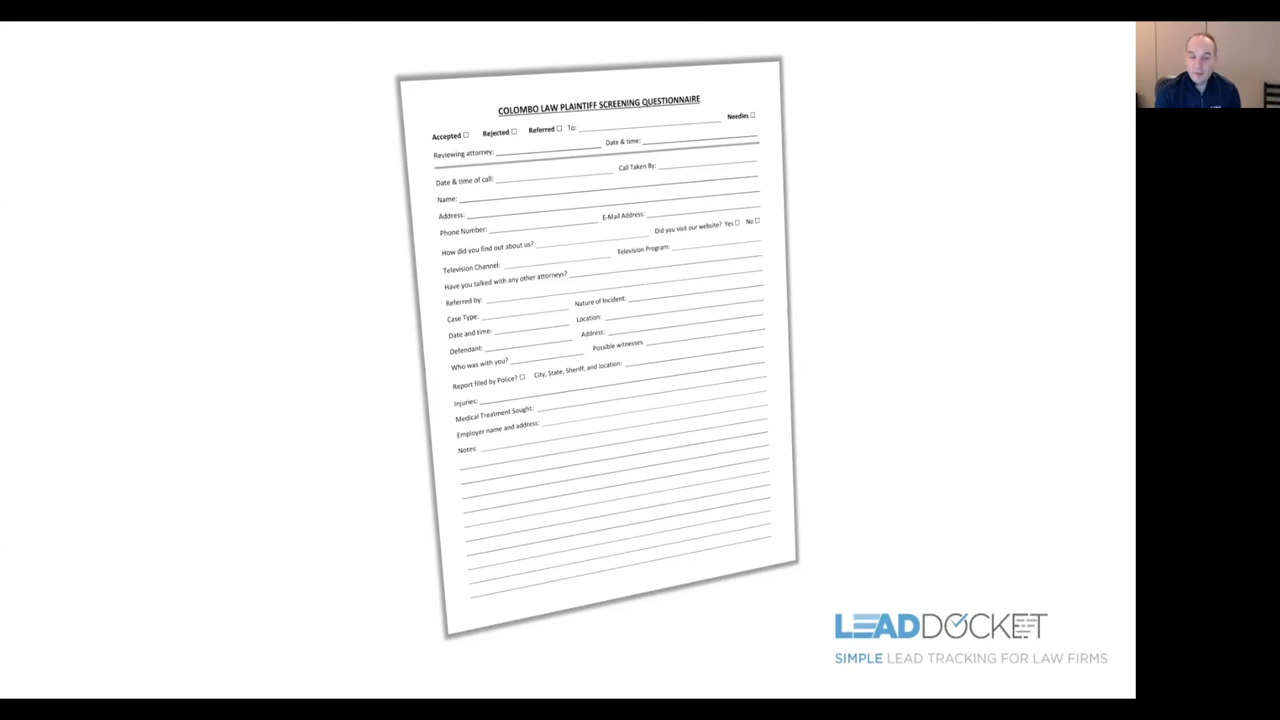 COLOMBO LAW PLAINTIFF SCREENING QUESTIONNAIRE
Accepted ☐ Rejected ☐ Referred ☐ To: Needles ☐
Reviewing attorney: Date & time:
Date & time of call: Call Taken By:
Name:
Address:
Phone Number: E-Mail Address:
How did you find out about us? Did you visit our website? Yes ☐ No ☐
Television Channel: Television Program:
Have you talked with any other attorneys?
Referred by:
Case Type: Nature of Incident:
Date and time: Location:
Defendant: Address:
Who was with you? Possible witnesses:
Report filed by Police? ☐ City, State, Sheriff, and location:
Injuries:
Medical Treatment Sought:
Employer name and address:
Notes:
LEADDOCKET
SIMPLE LEAD TRACKING FOR LAW FIRMS